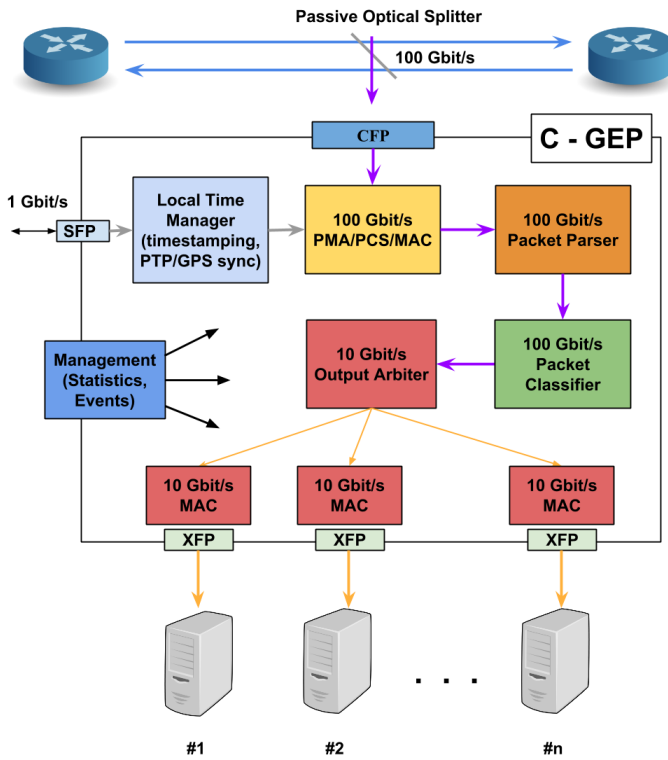 Passive Optical Splitter
100 Gbit/s
CFP
C - GEP
1 Gbit/s
SFP
Local Time
Manager
(timestamping,
PTP/GPS sync)
100 Gbit/s
PMA/PCS/MAC
100 Gbit/s
Packet Parser
Management
(Statistics,
Events)
10 Gbit/s
Output Arbiter
100 Gbit/s
Packet
Classifier
10 Gbit/s
MAC
10 Gbit/s
MAC
10 Gbit/s
MAC
XFP
XFP
XFP
. . .
#1
#2
#n